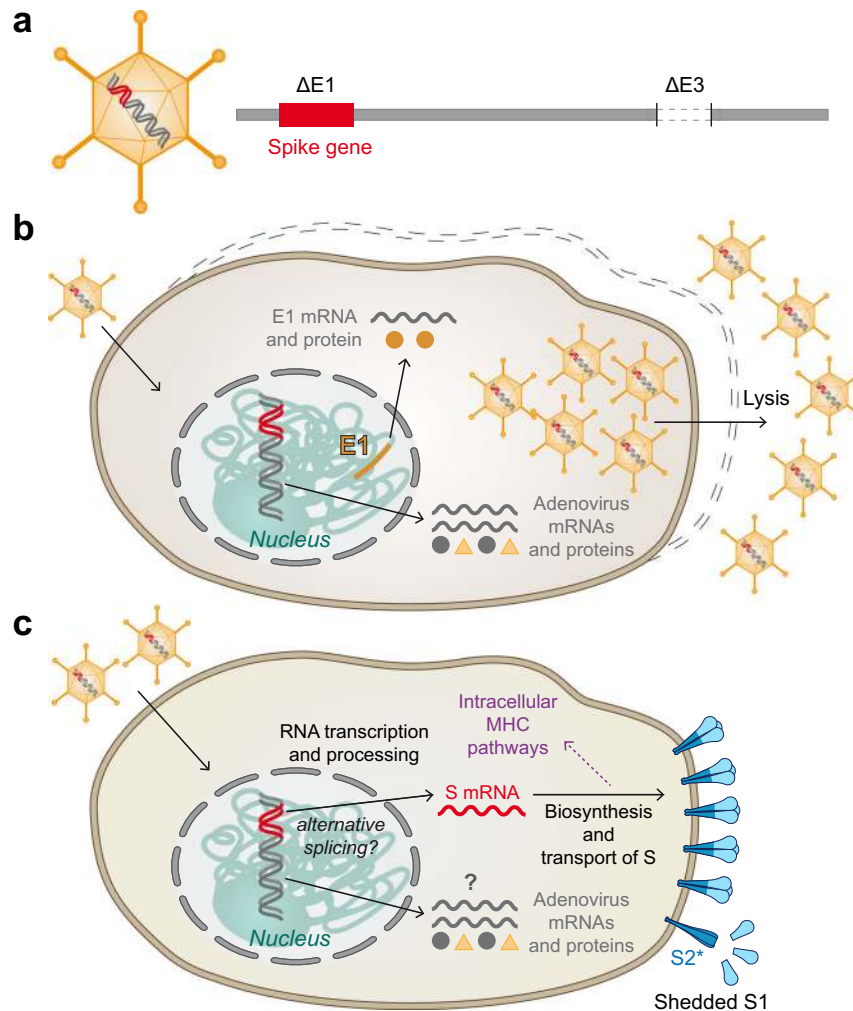 a
ΔE1
ΔE3
Spike gene
b
E1 mRNA
and protein
E1
Nucleus
Adenovirus
mRNAs
and proteins
Lysis
c
RNA transcription
and processing
Intracellular
MHC
pathways
alternative
splicing?
S mRNA
Biosynthesis
and
transport of S
?
Adenovirus
mRNAs
and proteins
Nucleus
S2*
Shedded S1